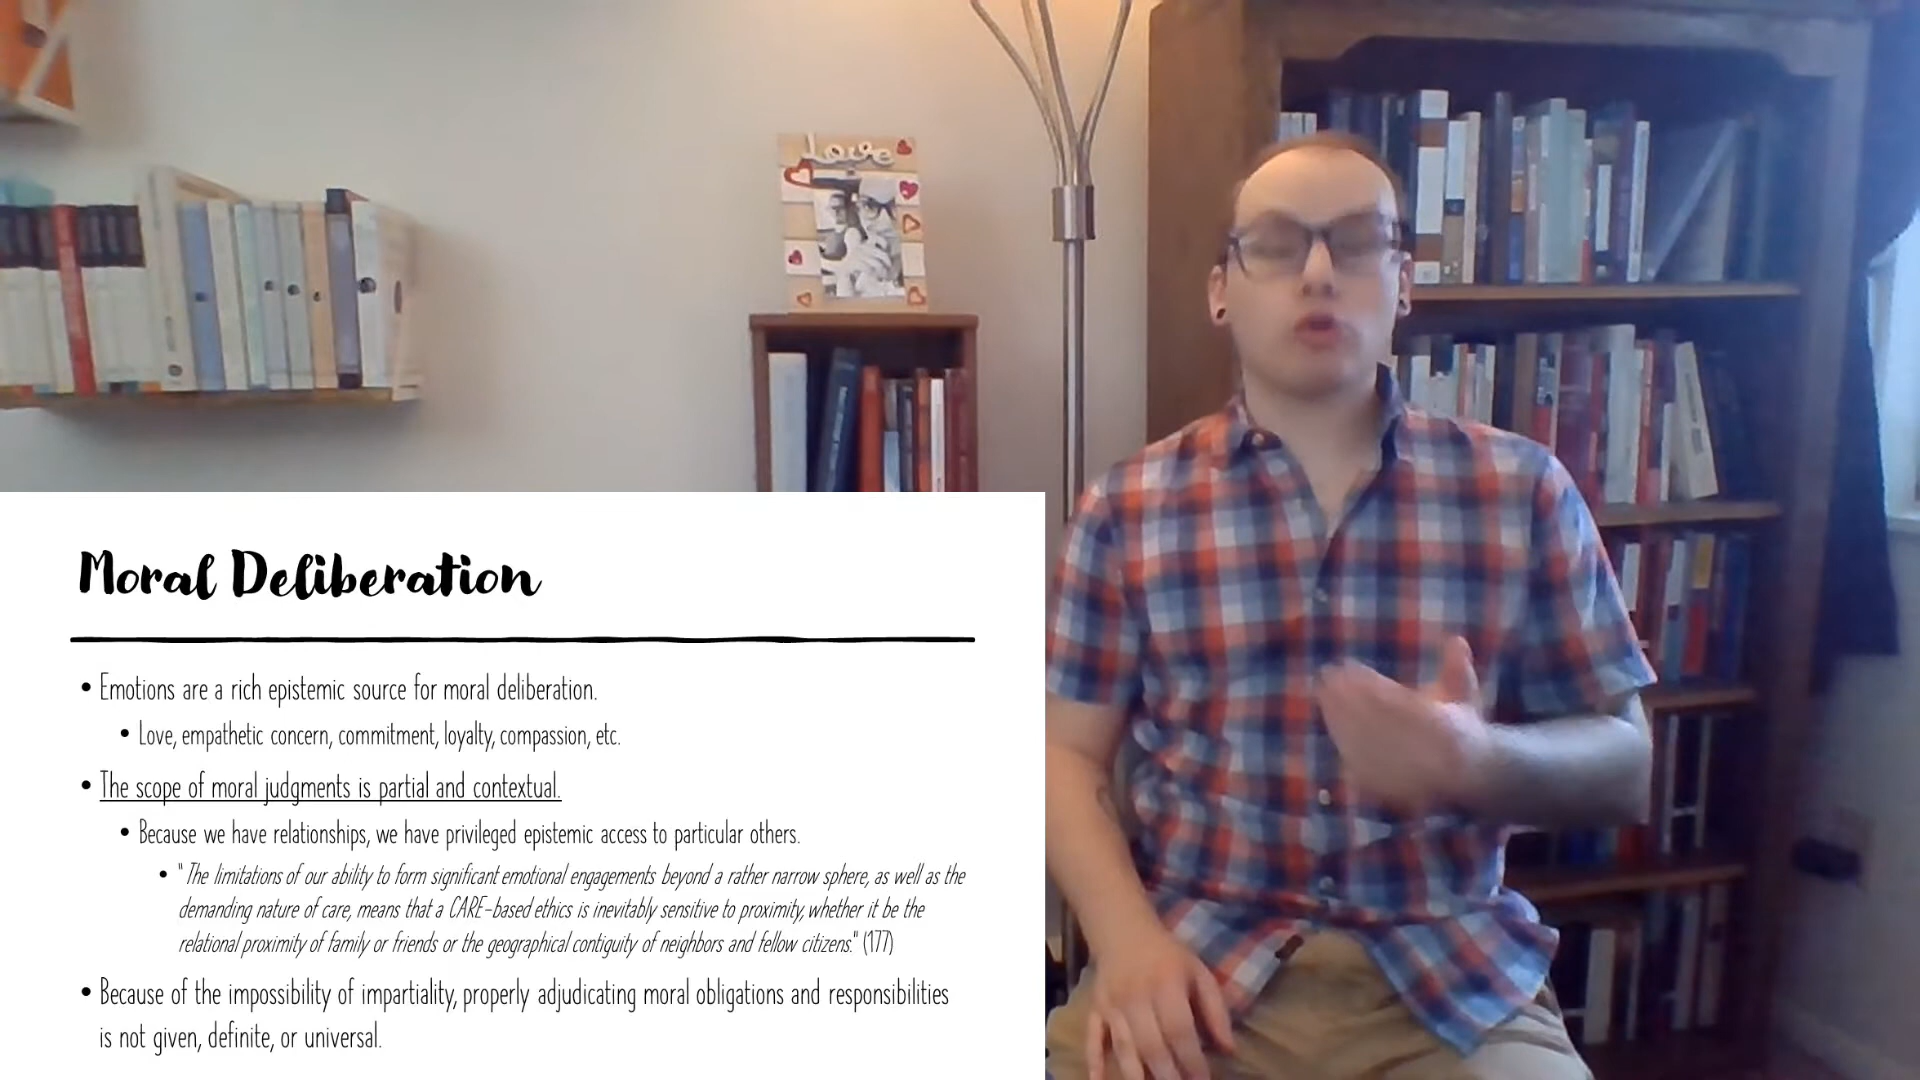 Love
Moral Deliberation
• Emotions are a rich epistemic source for moral deliberation.
• Love, empathetic concern, commitment, loyalty, compassion, etc.
• The scope of moral judgments is partial and contextual.
• Because we have relationships, we have privileged epistemic access to particular others.
• "The limitations of our ability to form significant emotional engagements beyond a rather narrow sphere, as well as the
demanding nature of care, means that a CARE-based ethics is inevitably sensitive to proximity, whether it be the
relational proximity of family or friends or the geographical contiguity of neighbors and fellow citizens." (177)
• Because of the impossibility of impartiality, properly adjudicating moral obligations and responsibilities
is not given, definite, or universal.